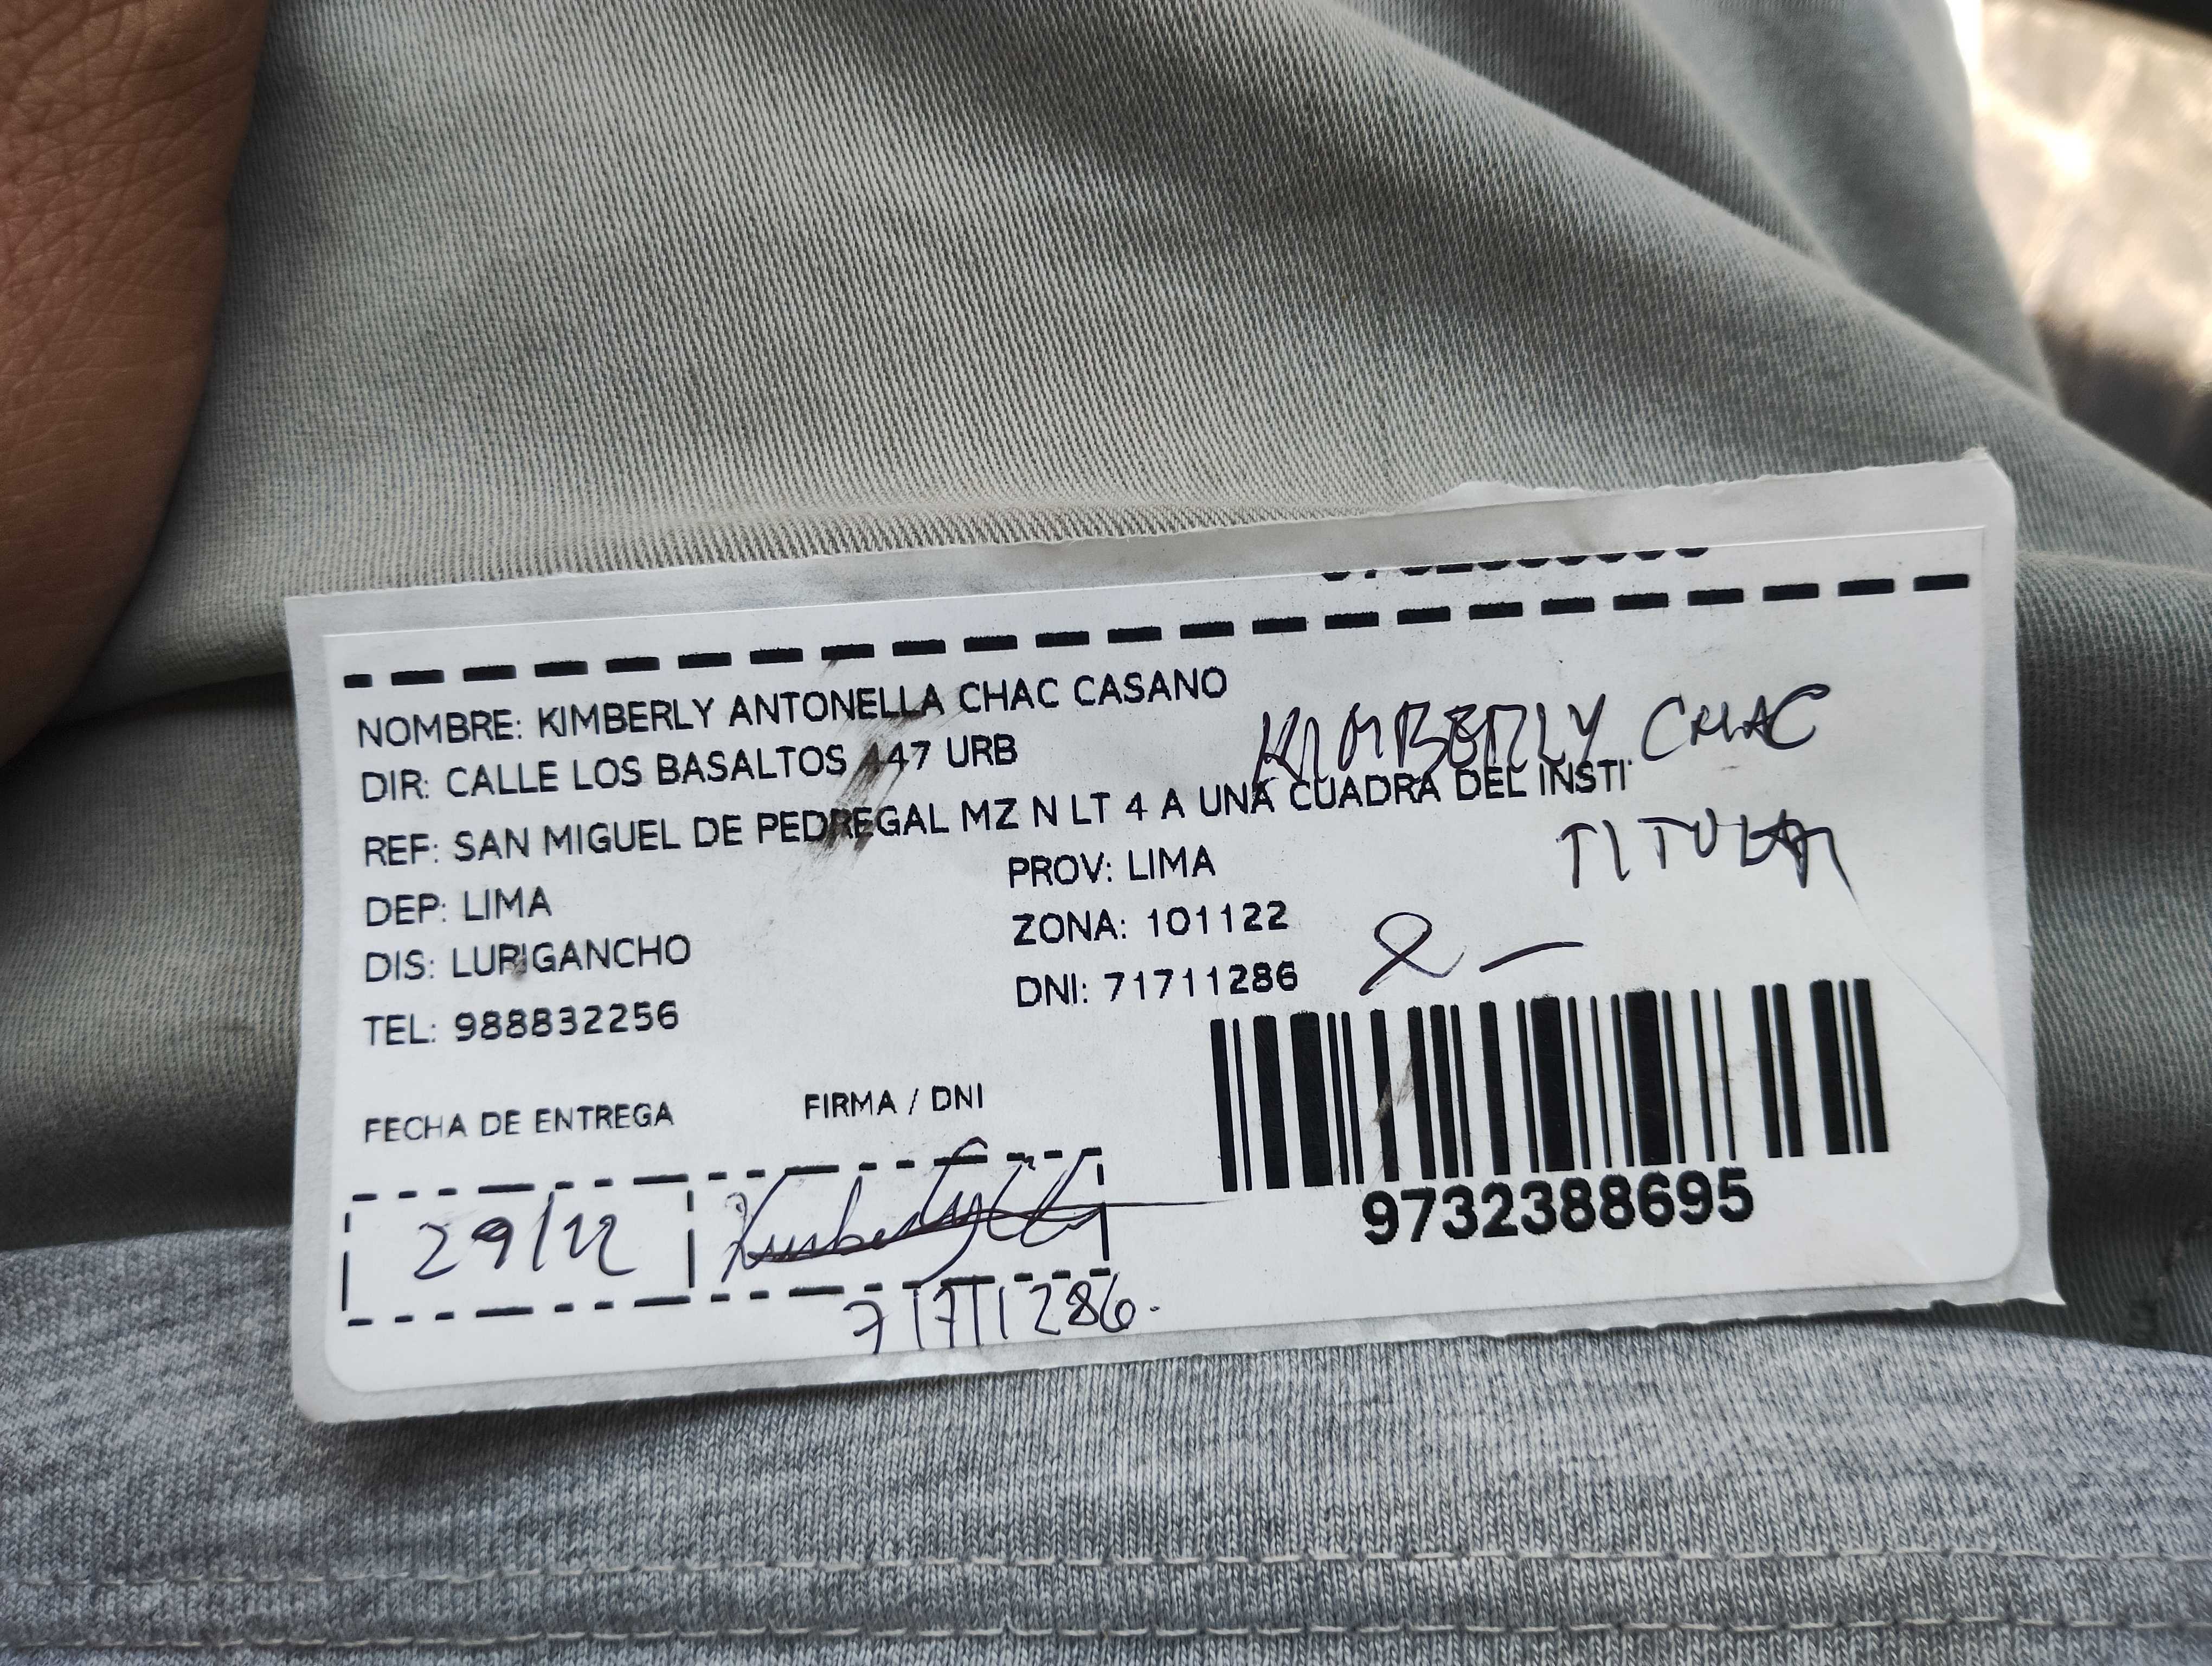 NOMBRE: KIMBERLY ANTONELLA CHAC CASANO
KIMBERLY CHAC
DIR: CALLE LOS BASALTOS 447 URB
REF: SAN MIGUEL DE PEDREGAL MZ N LT 4 A UNA CUADRA DEL INSTI
TITULAR
DEP: LIMA
PROV: LIMA
DIS: LURIGANCHO
ZONA: 101122
TEL: 988832256
DNI: 71711286
FECHA DE ENTREGA
FIRMA / DNI
29/12
71711286.
9732388695